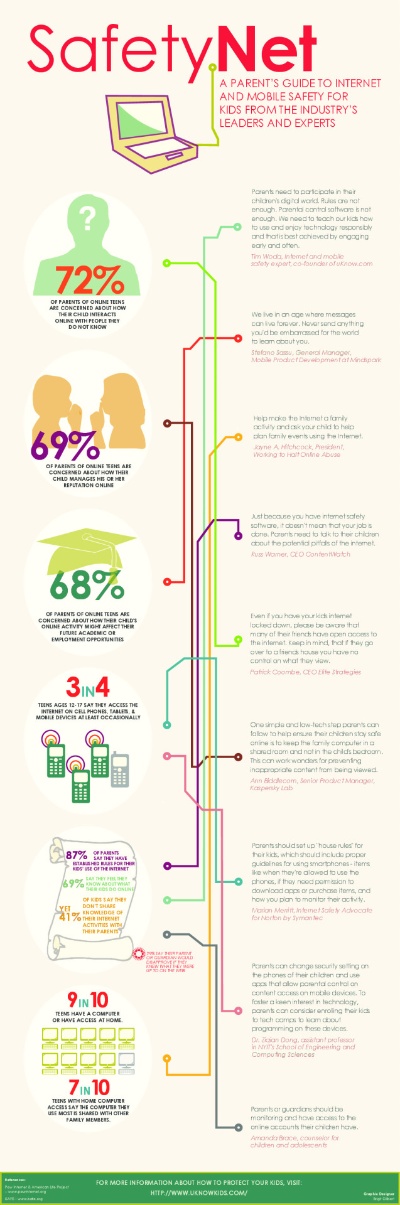 SafetyNet
A PARENT'S GUIDE TO INTERNET
AND MOBILE SAFETY FOR
KIDS FROM THE INDUSTRY'S
LEADERS AND EXPERTS
?
72%
OF PARENTS OF ONLINE TEENS
ARE CONCERNED ABOUT HOW
THEIR CHILD INTERACTS
ONLINE WITH PEOPLE THEY
DO NOT KNOW
Parents need to participate in their
children's digital world. Rules are not
enough. Parental control software is not
enough. We need to teach our kids how
to use and enjoy technology responsibly
and that is best achieved by engaging
early and often.
Tim Woda, internet and mobile
safety expert, co-founder of uKnow.com
We live in an age where messages
can live forever. Never send anything
you'd be embarrassed for the world
to learn about you.
Stefania Sassu, General Manager,
Mobile Product Development at Mindspark
69%
OF PARENTS OF ONLINE TEENS ARE
CONCERNED ABOUT HOW THEIR
CHILD MANAGES HIS OR HER
REPUTATION ONLINE
Help make the Internet a family
activity and ask your child to help
plan family events using the Internet.
Jayne A. Hitchcock, President,
Working to Halt Online Abuse
68%
OF PARENTS OF ONLINE TEENS ARE
CONCERNED ABOUT HOW THEIR CHILD'S
ONLINE ACTIVITY MIGHT AFFECT THEIR
FUTURE ACADEMIC OR
EMPLOYMENT OPPORTUNITIES
Just because you have internet safety
software, it doesn't mean that your job is
done. Parents need to talk to their children
about the potential pitfalls of the internet.
Russ Warner, CEO ContentWatch
Even if you have your kids internet
locked down, please be aware that
many of their friends have open access to
the internet. Keep in mind, that if they go
over to a friends house you have no
control on what they view.
Patrick Coombe, CEO Elite Strategies
3 IN 4
TEENS AGES 12-17 SAY THEY ACCESS THE
INTERNET ON CELL PHONES, TABLETS, &
MOBILE DEVICES AT LEAST OCCASIONALLY
One simple and low-tech step parents can
follow to help ensure their children stay safe
online is to keep the family computer in a
shared room and not in the child's bedroom.
This can work wonders for preventing
inappropriate content from being viewed.
Ann Biddlecom, Senior Product Manager,
Kaspersky Lab
87% OF PARENTS
SAY THEY HAVE
ESTABLISHED RULES FOR THEIR
KIDS' USE OF THE INTERNET
69% SAY THEY FEEL THEY
KNOW ABOUT WHAT
THEIR KIDS DO ONLINE
YET
41% OF KIDS SAY THEY
DON'T SHARE
KNOWLEDGE OF
THEIR INTERNET
ACTIVITIES WITH
THEIR PARENTS
Parents should set up 'house rules' for
their kids, which should include proper
guidelines for using smartphones - items
like when they're allowed to use the
phones, if they need permission to
download apps or purchase items, and
how you plan to monitor their activity.
Marian Merritt, Internet Safety Advocate
for Norton by Symantec
Parents can change security setting on
the phones of their children and use
apps that allow parental control on
content access on mobile devices. To
foster a keen interest in technology,
parents can consider enrolling their kids
to tech camps to learn about
programming on those devices.
Dr. Ziqian Dong, assistant professor
in NYIT's School of Engineering and
Computing Sciences
9 IN 10
TEENS HAVE A COMPUTER
OR HAVE ACCESS AT HOME.
7 IN 10
TEENS WITH HOME COMPUTER
ACCESS SAY THE COMPUTER THEY
USE MOST IS SHARED WITH OTHER
FAMILY MEMBERS.
Parents or guardians should be
monitoring and have access to the
online accounts their children have.
Amanda Brace, counselor for
children and adolescents
FOR MORE INFORMATION ABOUT HOW TO PROTECT YOUR KIDS, VISIT:
HTTP://WWW.UKNOWKIDS.COM/
Graphic Designer